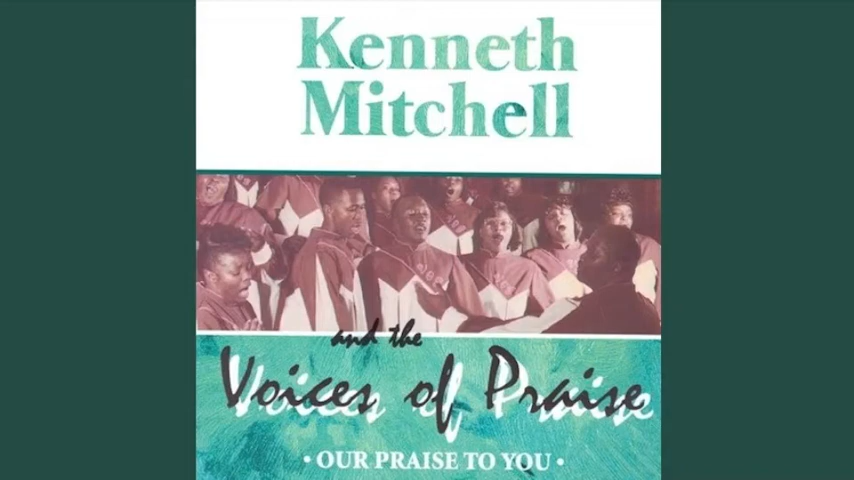 Kenneth
Mitchell
and the
Voices of Praise
• OUR PRAISE TO YOU •